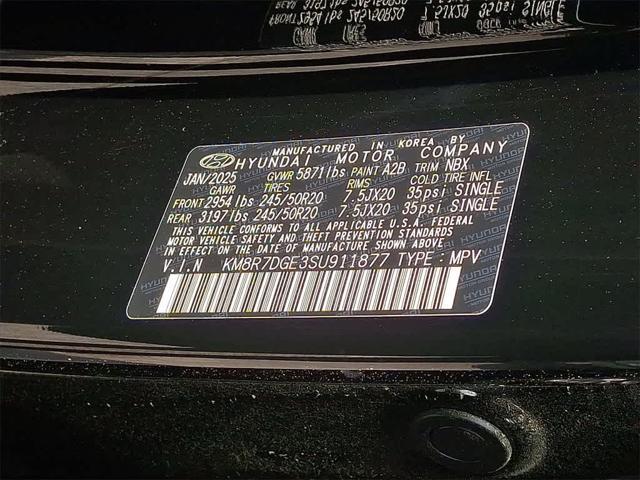 MANUFACTURED IN KOREA BY
HYUNDAI MOTOR COMPANY
JAN/2025 GVWR 5871lbs PAINT A2B TRIM NBX
GAWR TIRES RIMS COLD TIRE INFL
FRONT 2954 lbs 245/50R20 7.5JX20 35psi SINGLE
REAR 3197 lbs 245/50R20 7.5JX20 35psi SINGLE
THIS VEHICLE CONFORMS TO ALL APPLICABLE U.S.A. FEDERAL
MOTOR VEHICLE SAFETY, BUMPER, AND THEFT PREVENTION STANDARDS
IN EFFECT ON THE DATE OF MANUFACTURE SHOWN ABOVE.
V.I.N KM8R7DGE3SU911877 TYPE : MPV